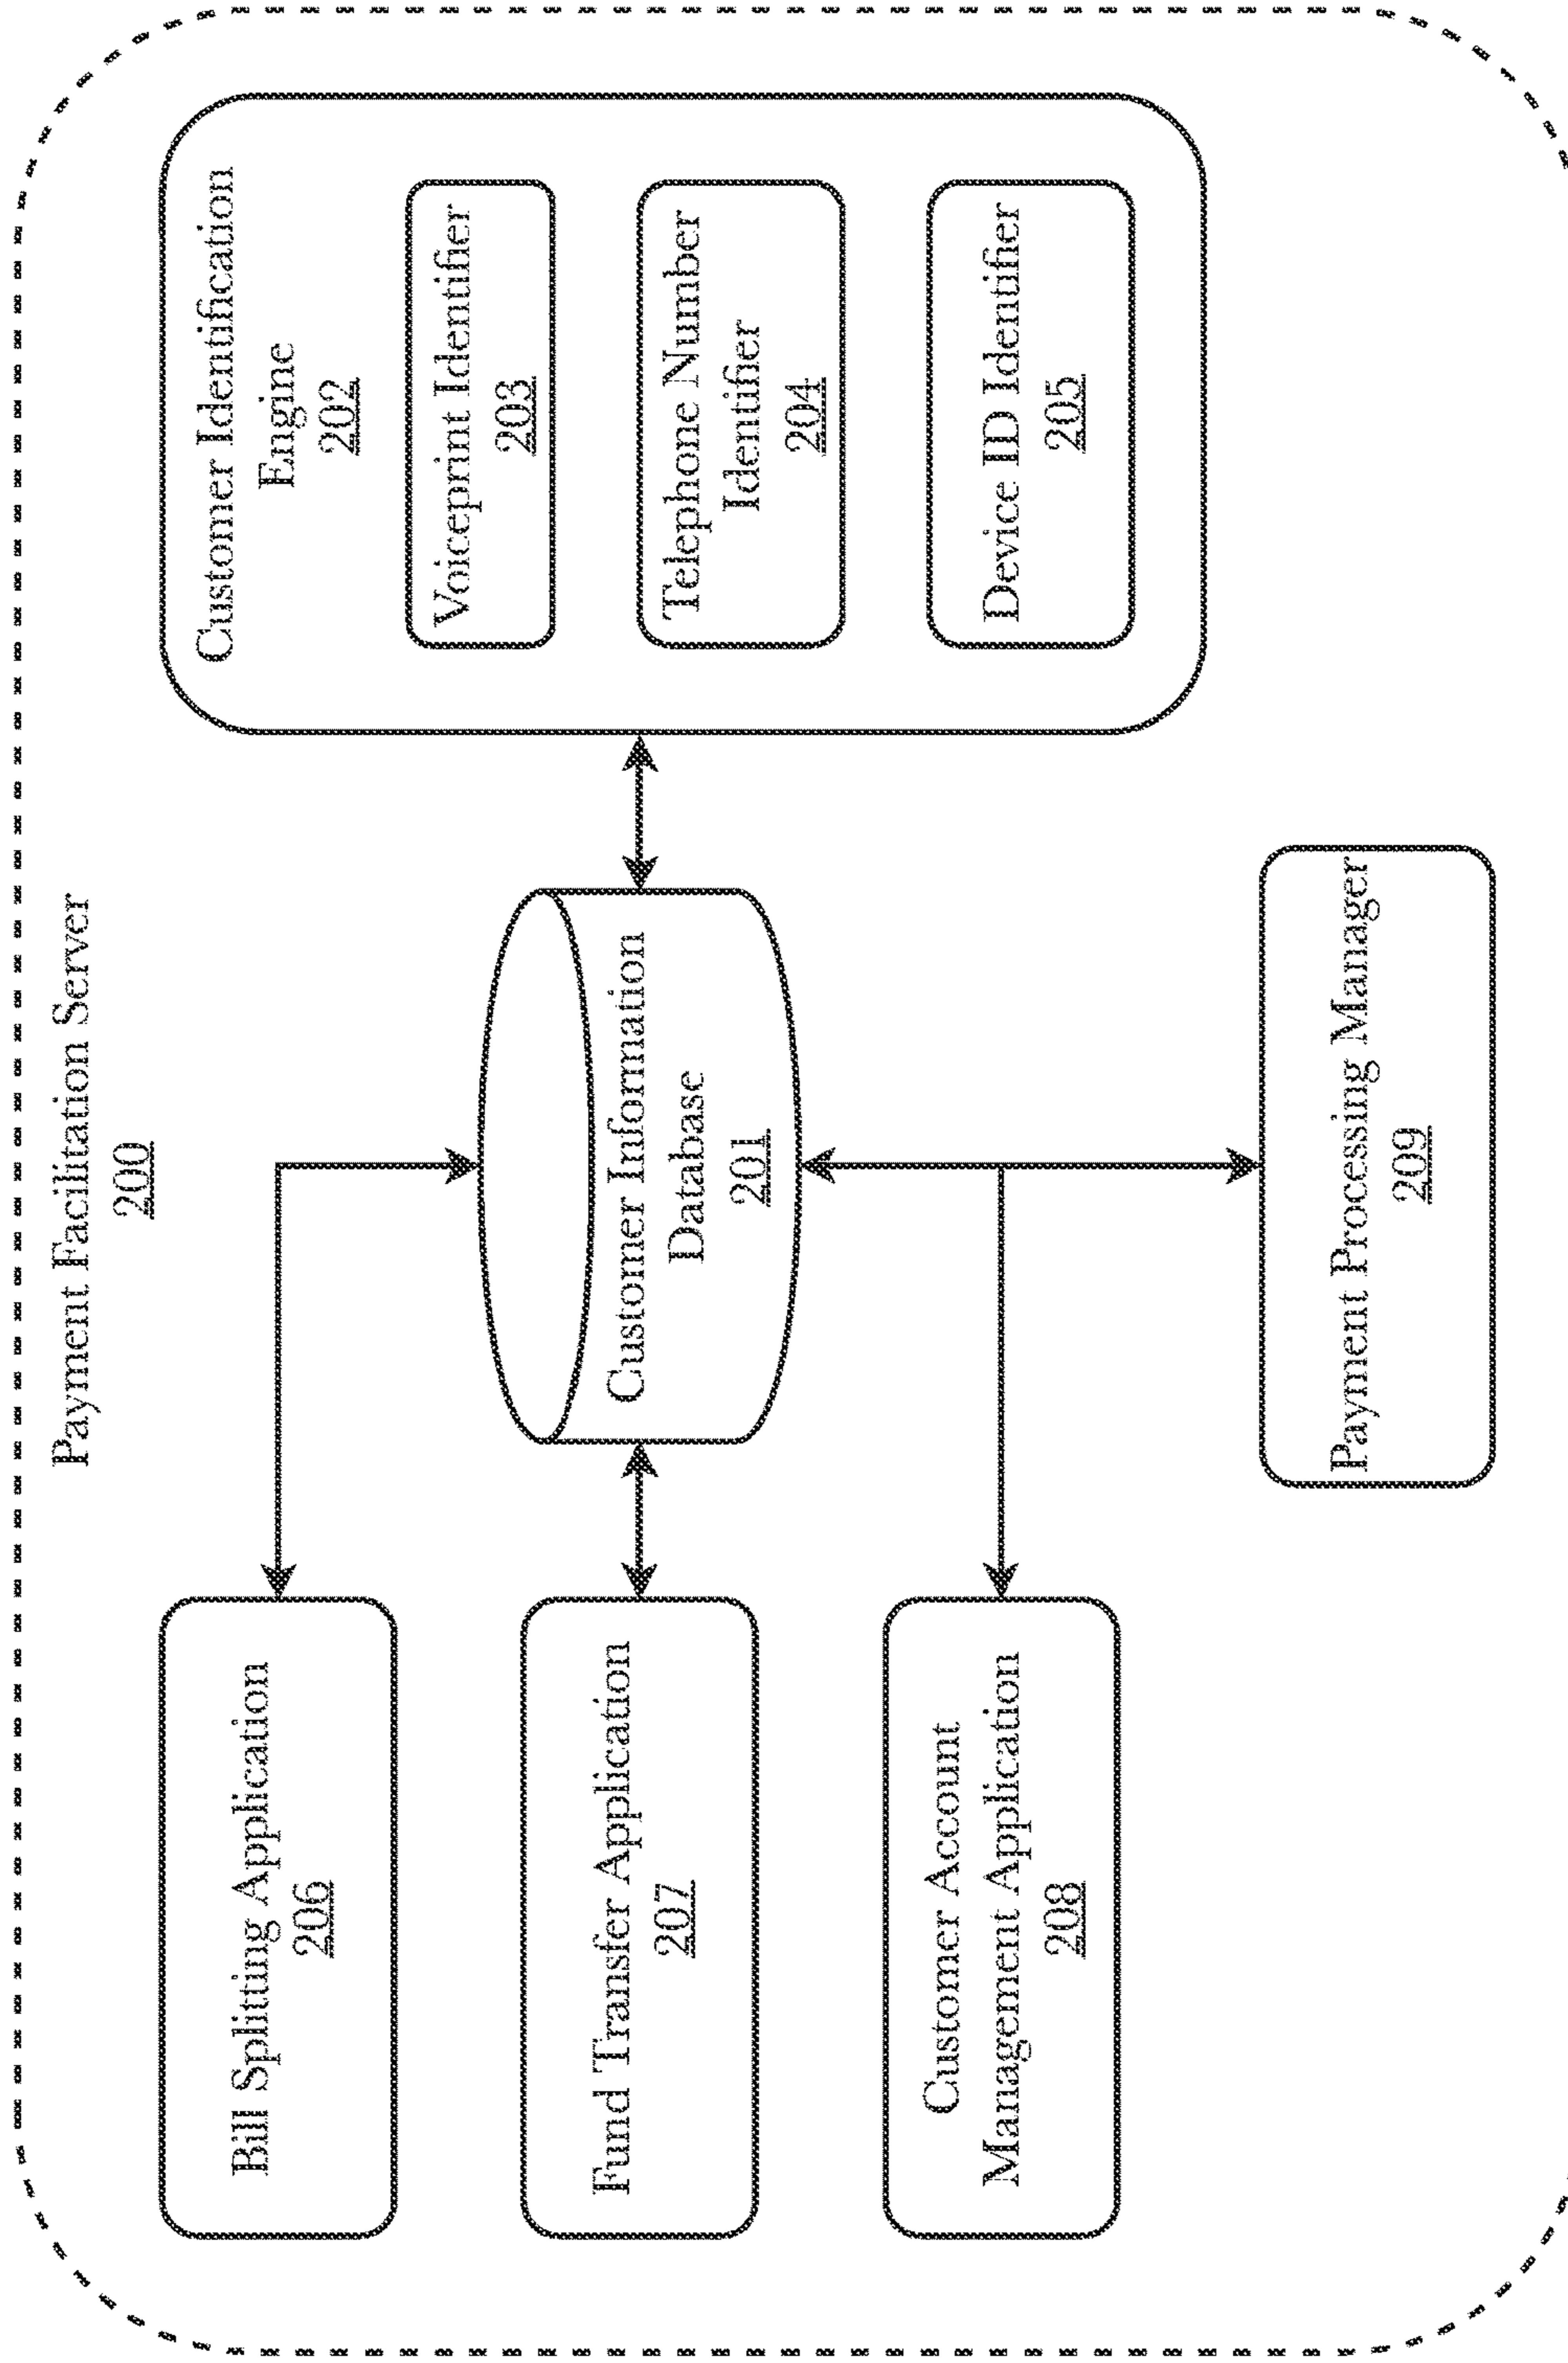 Payment Facilitation Server
200
Bill Splitting Application
206
Fund Transfer Application
207
Customer Account
Management Application
208
Customer Information
Database
201
Payment Processing Manager
209
Customer Identification
Engine
202
Voiceprint Identifier
203
Telephone Number
Identifier
204
Device ID Identifier
205